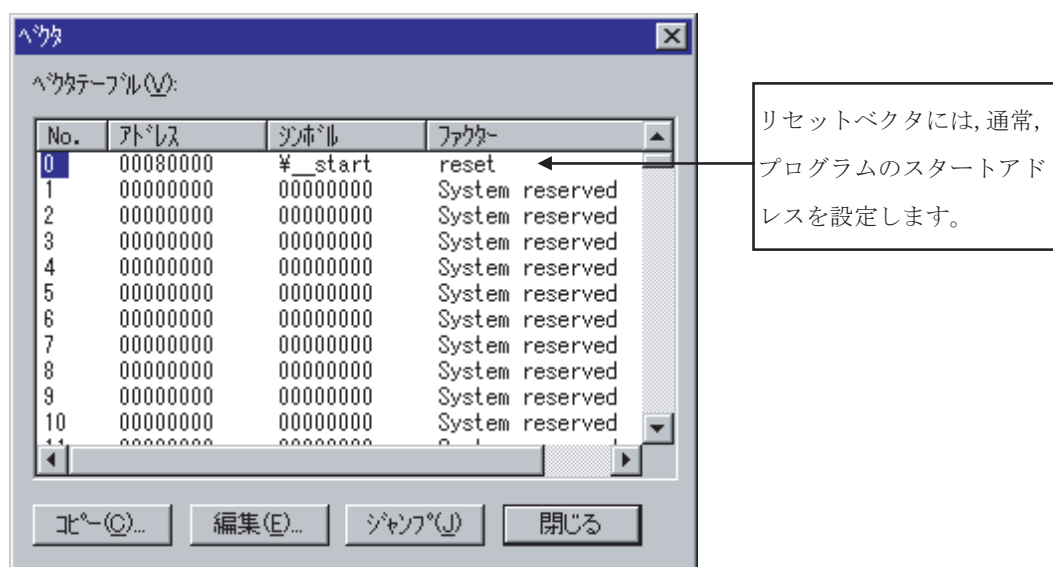 ﾍﾞｸﾀ
ﾍﾞｸﾀﾃｰﾌﾞﾙ(V):
No. ｱﾄﾞﾚｽ ｼﾝﾎﾞﾙ ﾌｧｸﾀｰ
0 00080000 ¥__start reset
1 00000000 00000000 System reserved
2 00000000 00000000 System reserved
3 00000000 00000000 System reserved
4 00000000 00000000 System reserved
5 00000000 00000000 System reserved
6 00000000 00000000 System reserved
7 00000000 00000000 System reserved
8 00000000 00000000 System reserved
9 00000000 00000000 System reserved
10 00000000 00000000 System reserved
ｺﾋﾟｰ(C)... 編集(E)... ｼﾞｬﾝﾌﾟ(J) 閉じる
リセットベクタには,通常,
プログラムのスタートアド
レスを設定します。